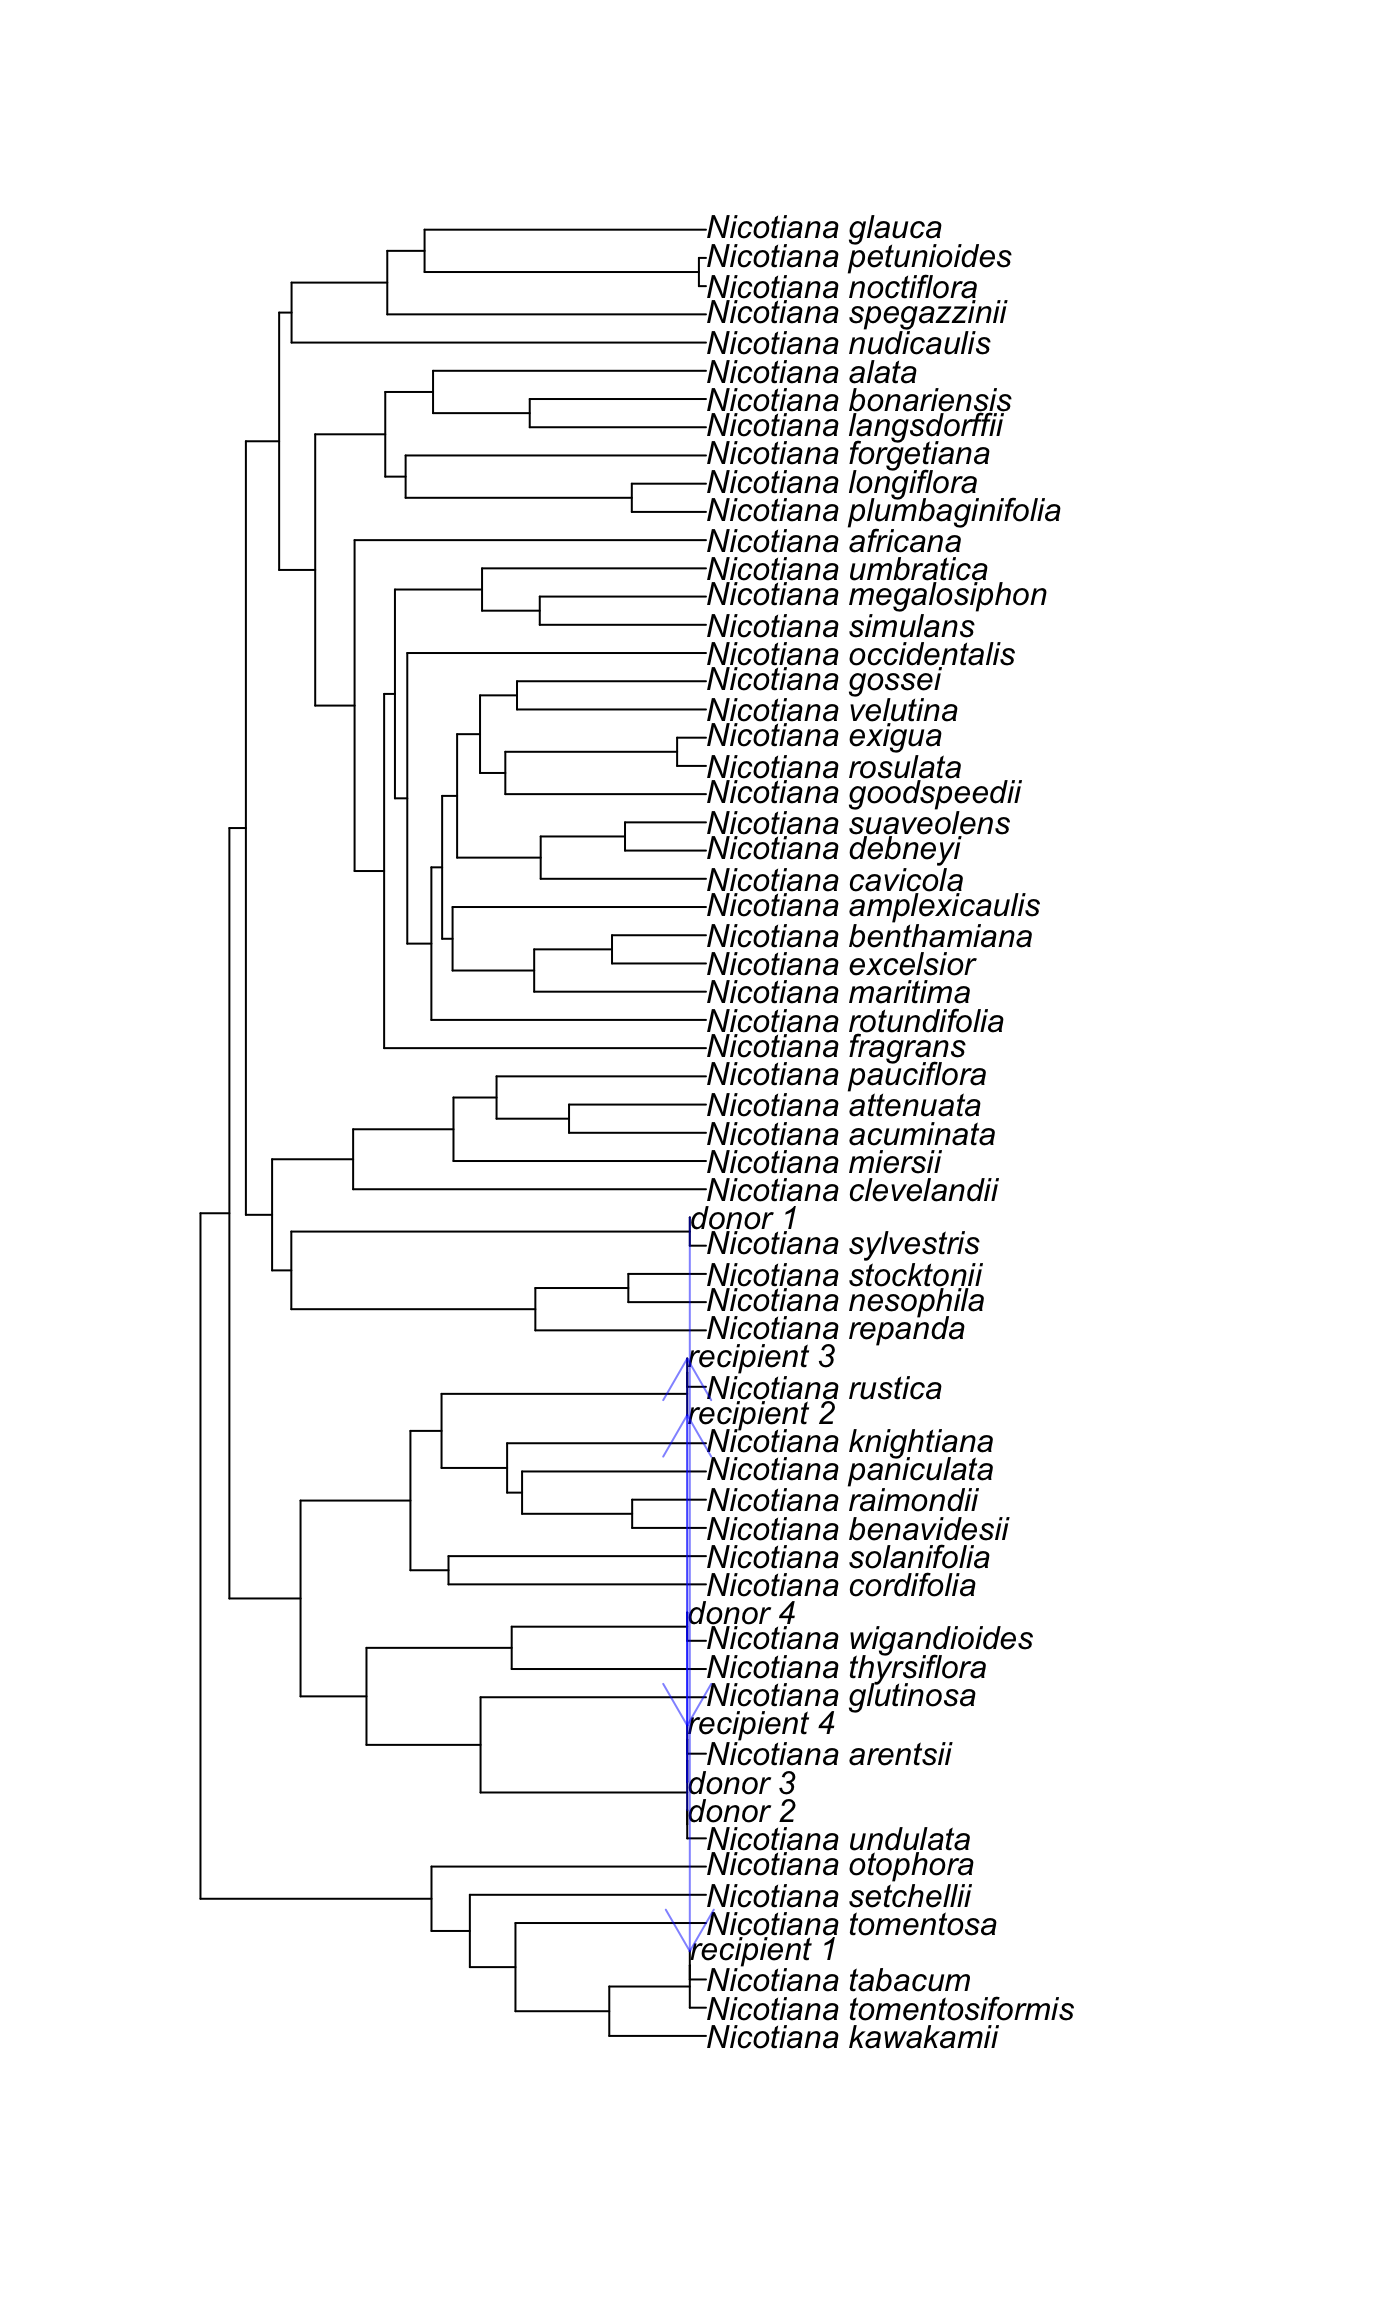 Nicotiana glauca
Nicotiana petunioides
Nicotiana noctiflora
Nicotiana spegazzinii
Nicotiana nudicaulis
Nicotiana alata
Nicotiana bonariensis
Nicotiana langsdorffii
Nicotiana forgetiana
Nicotiana longiflora
Nicotiana plumbaginifolia
Nicotiana africana
Nicotiana umbratica
Nicotiana megalosiphon
Nicotiana simulans
Nicotiana occidentalis
Nicotiana gossei
Nicotiana velutina
Nicotiana exigua
Nicotiana rosulata
Nicotiana goodspeedii
Nicotiana suaveolens
Nicotiana debneyi
Nicotiana cavicola
Nicotiana amplexicaulis
Nicotiana benthamiana
Nicotiana excelsior
Nicotiana maritima
Nicotiana rotundifolia
Nicotiana fragrans
Nicotiana pauciflora
Nicotiana attenuata
Nicotiana acuminata
Nicotiana miersii
Nicotiana clevelandii
donor 1
Nicotiana sylvestris
Nicotiana stocktonii
Nicotiana nesophila
Nicotiana repanda
recipient 3
Nicotiana rustica
recipient 2
Nicotiana knightiana
Nicotiana paniculata
Nicotiana raimondii
Nicotiana benavidesii
Nicotiana solanifolia
Nicotiana cordifolia
donor 4
Nicotiana wigandioides
Nicotiana thyrsiflora
Nicotiana glutinosa
recipient 4
Nicotiana arentsii
donor 3
donor 2
Nicotiana undulata
Nicotiana otophora
Nicotiana setchellii
Nicotiana tomentosa
recipient 1
Nicotiana tabacum
Nicotiana tomentosiformis
Nicotiana kawakamii